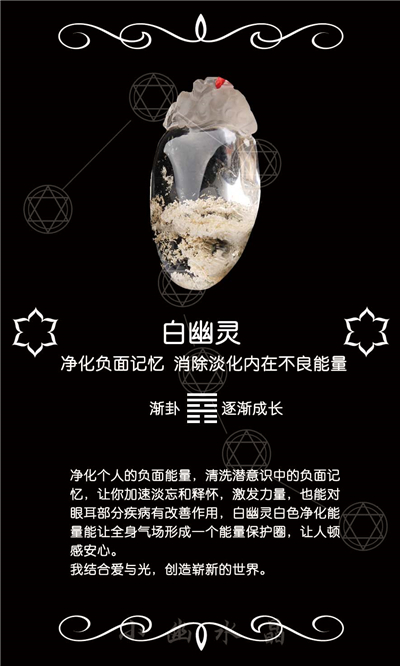 白幽灵
净化负面记忆 消除淡化内在不良能量
渐卦 逐渐成长
净化个人的负面能量，清洗潜意识中的负面记
忆，让你加速淡忘和释怀，激发力量，也能对
眼耳部分疾病有改善作用，白幽灵白色净化能
量能让全身气场形成一个能量保护圈，让人顿
感安心。
我结合爱与光，创造崭新的世界。
小幽水晶